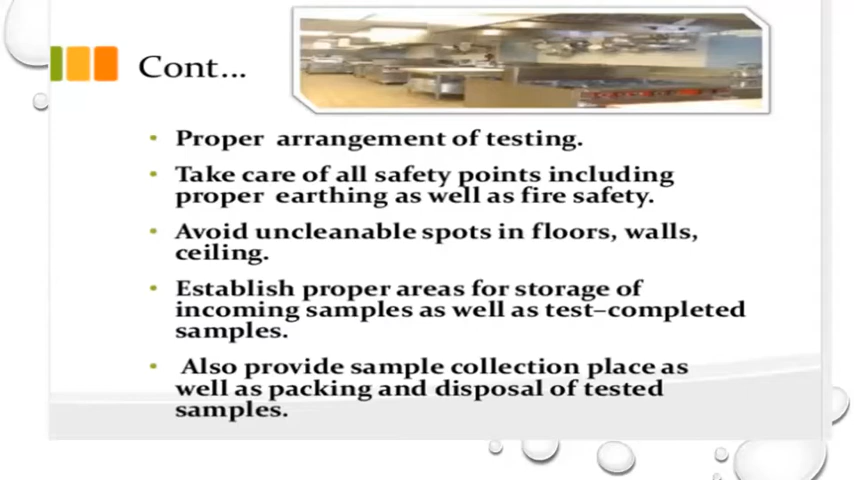 Cont...
• Proper arrangement of testing.
• Take care of all safety points including
proper earthing as well as fire safety.
• Avoid uncleanable spots in floors, walls,
ceiling.
• Establish proper areas for storage of
incoming samples as well as test–completed
samples.
• Also provide sample collection place as
well as packing and disposal of tested
samples.